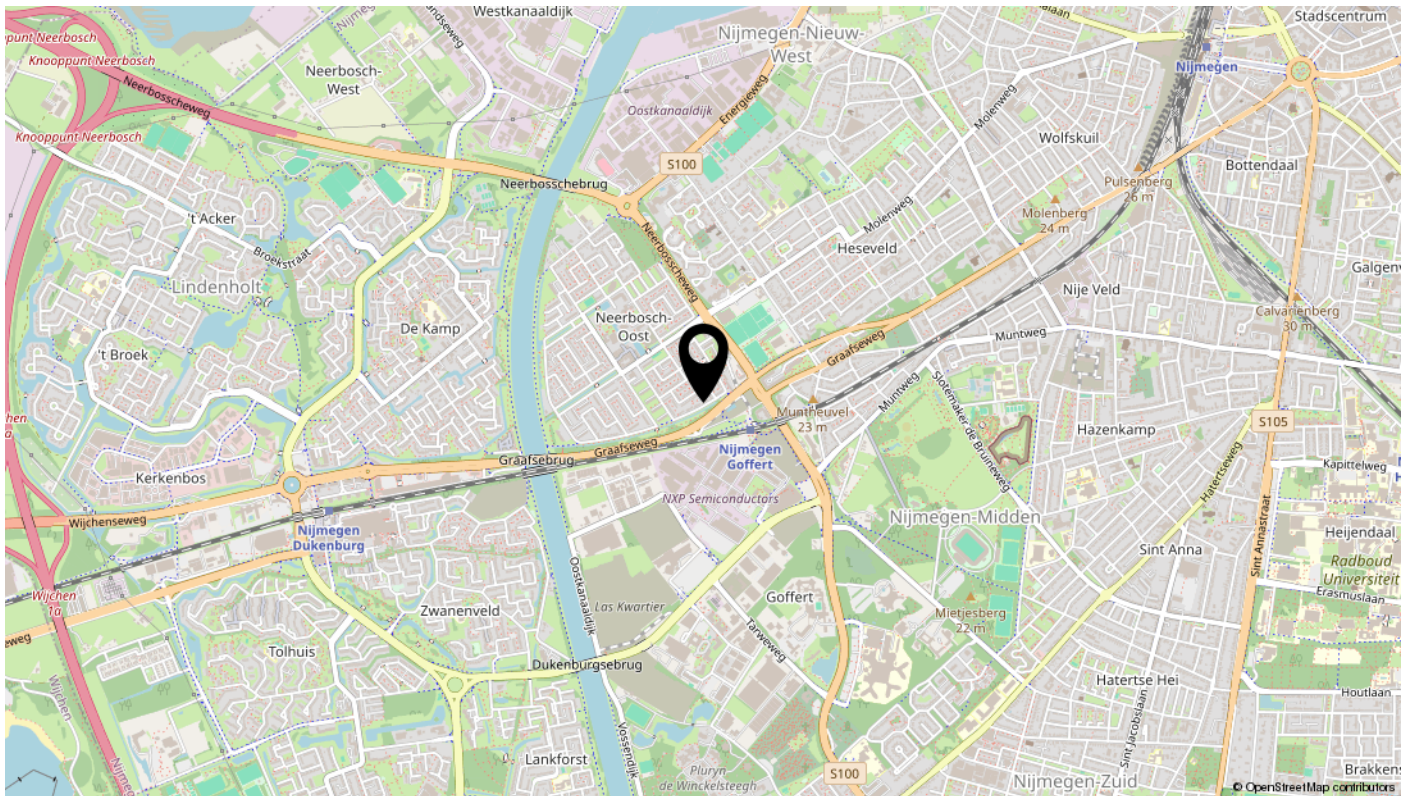 Westkanaaldijk
Nijmegen-Nieuw-
West
Stadscentrum
Knooppunt Neerbosch
Neerbosch-
West
Nijmegen
Neerbosscheweg
Oostkanaaldijk
Energieweg
Molenweg
Knooppunt Neerbosch
Wolfskuil
S100
Bottendaal
Neerbosschebrug
Pulsenberg
26 m
't Acker
Molenweg
Molenberg
24 m
Broekstraat
Neerbosscheweg
Heseveld
Galgenv
Lindenholt
Nije Veld
Neerbosch-
Oost
De Kamp
Calvariënberg
30 m
't Broek
Graafseweg
Muntweg
Muntweg
Slotemaker de Bruineweg
Muntheuvel
23 m
S105
Hazenkamp
Graafseweg
Nijmegen
Goffert
Graafsebrug
Hatertseweg
Kapittelweg
Kerkenbos
NXP Semiconductors
Wijchenseweg
Nijmegen-Midden
Sint Annastraat
Heijendaal
Nijmegen
Dukenburg
Sint Anna
Radboud
Universiteit
Oostkanaaldijk
Wijchen
1a
Las Kwartier
Goffert
Erasmuslaan
Zwanenveld
Mietjesberg
22 m
eweg
Tarweweg
Tolhuis
Dukenburgsebrug
Hatertse Hei
Wijchen
Houtlaan
Sint Jacobslaan
Vossendijk
Lankforst
Pluryn
de Winckelsteegh
S100
Nijmegen-Zuid
Brakkens
© OpenStreetMap contributors